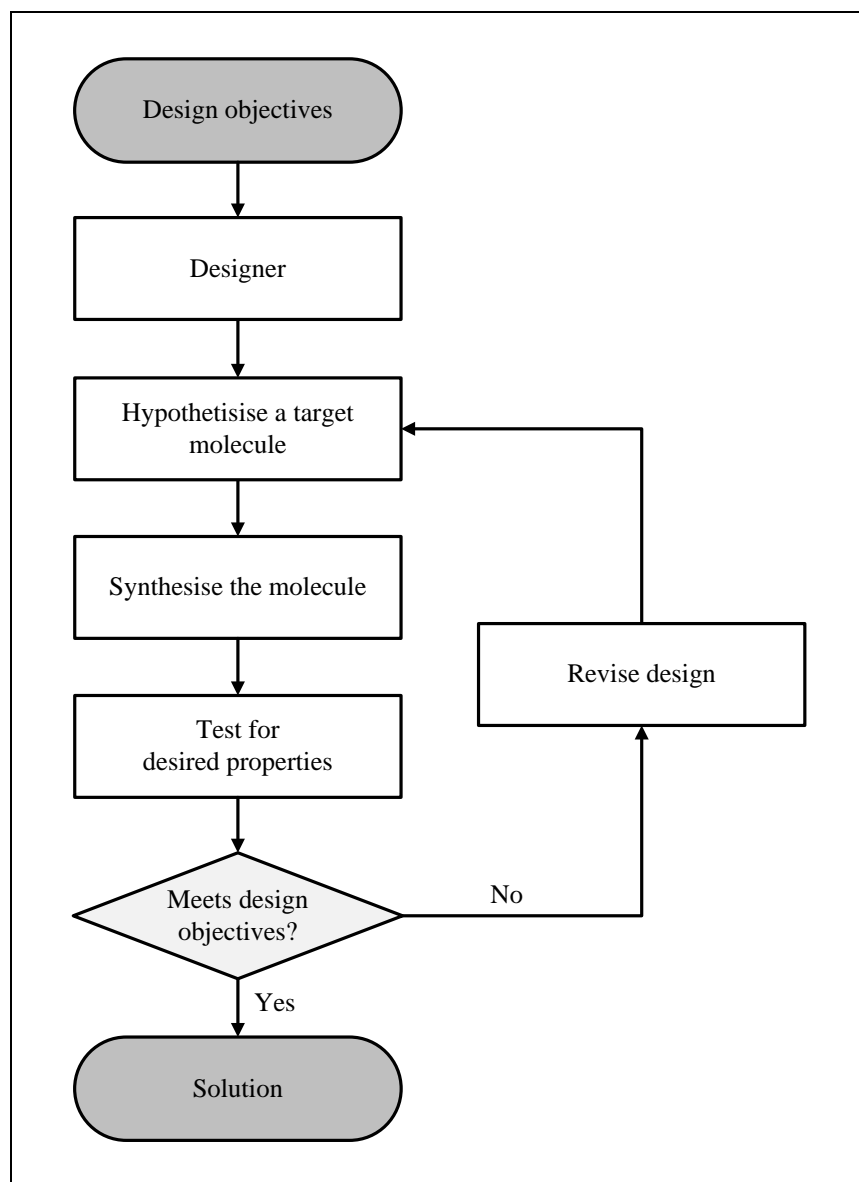 Design objectives
Designer
Hypothetisise a target
molecule
Synthesise the molecule
Revise design
Test for
desired properties
Meets design
objectives?
No
Yes
Solution